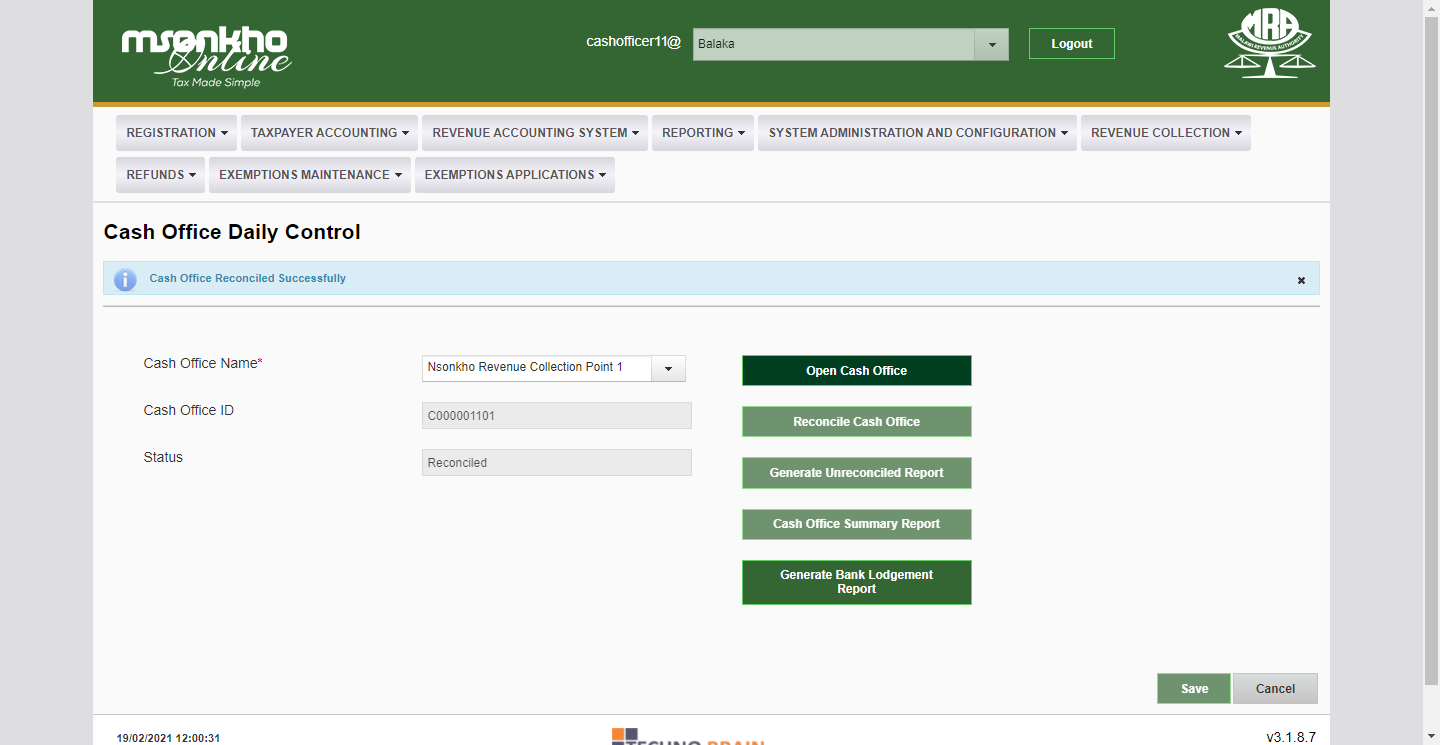 msonkho
Online
Tax Made Simple
cashofficer11@
Balaka
Logout
MRA
MALAWI REVENUE AUTHORITY
REGISTRATION
TAXPAYER ACCOUNTING
REVENUE ACCOUNTING SYSTEM
REPORTING
SYSTEM ADMINISTRATION AND CONFIGURATION
REVENUE COLLECTION
REFUNDS
EXEMPTIONS MAINTENANCE
EXEMPTIONS APPLICATIONS
Cash Office Daily Control
Cash Office Reconciled Successfully
Cash Office Name*
Nsonkho Revenue Collection Point 1
Open Cash Office
Cash Office ID
C000001101
Reconcile Cash Office
Status
Reconciled
Generate Unreconciled Report
Cash Office Summary Report
Generate Bank Lodgement
Report
Save
Cancel
19/02/2021 12:00:31
TECHNO BRAIN
v3.1.8.7